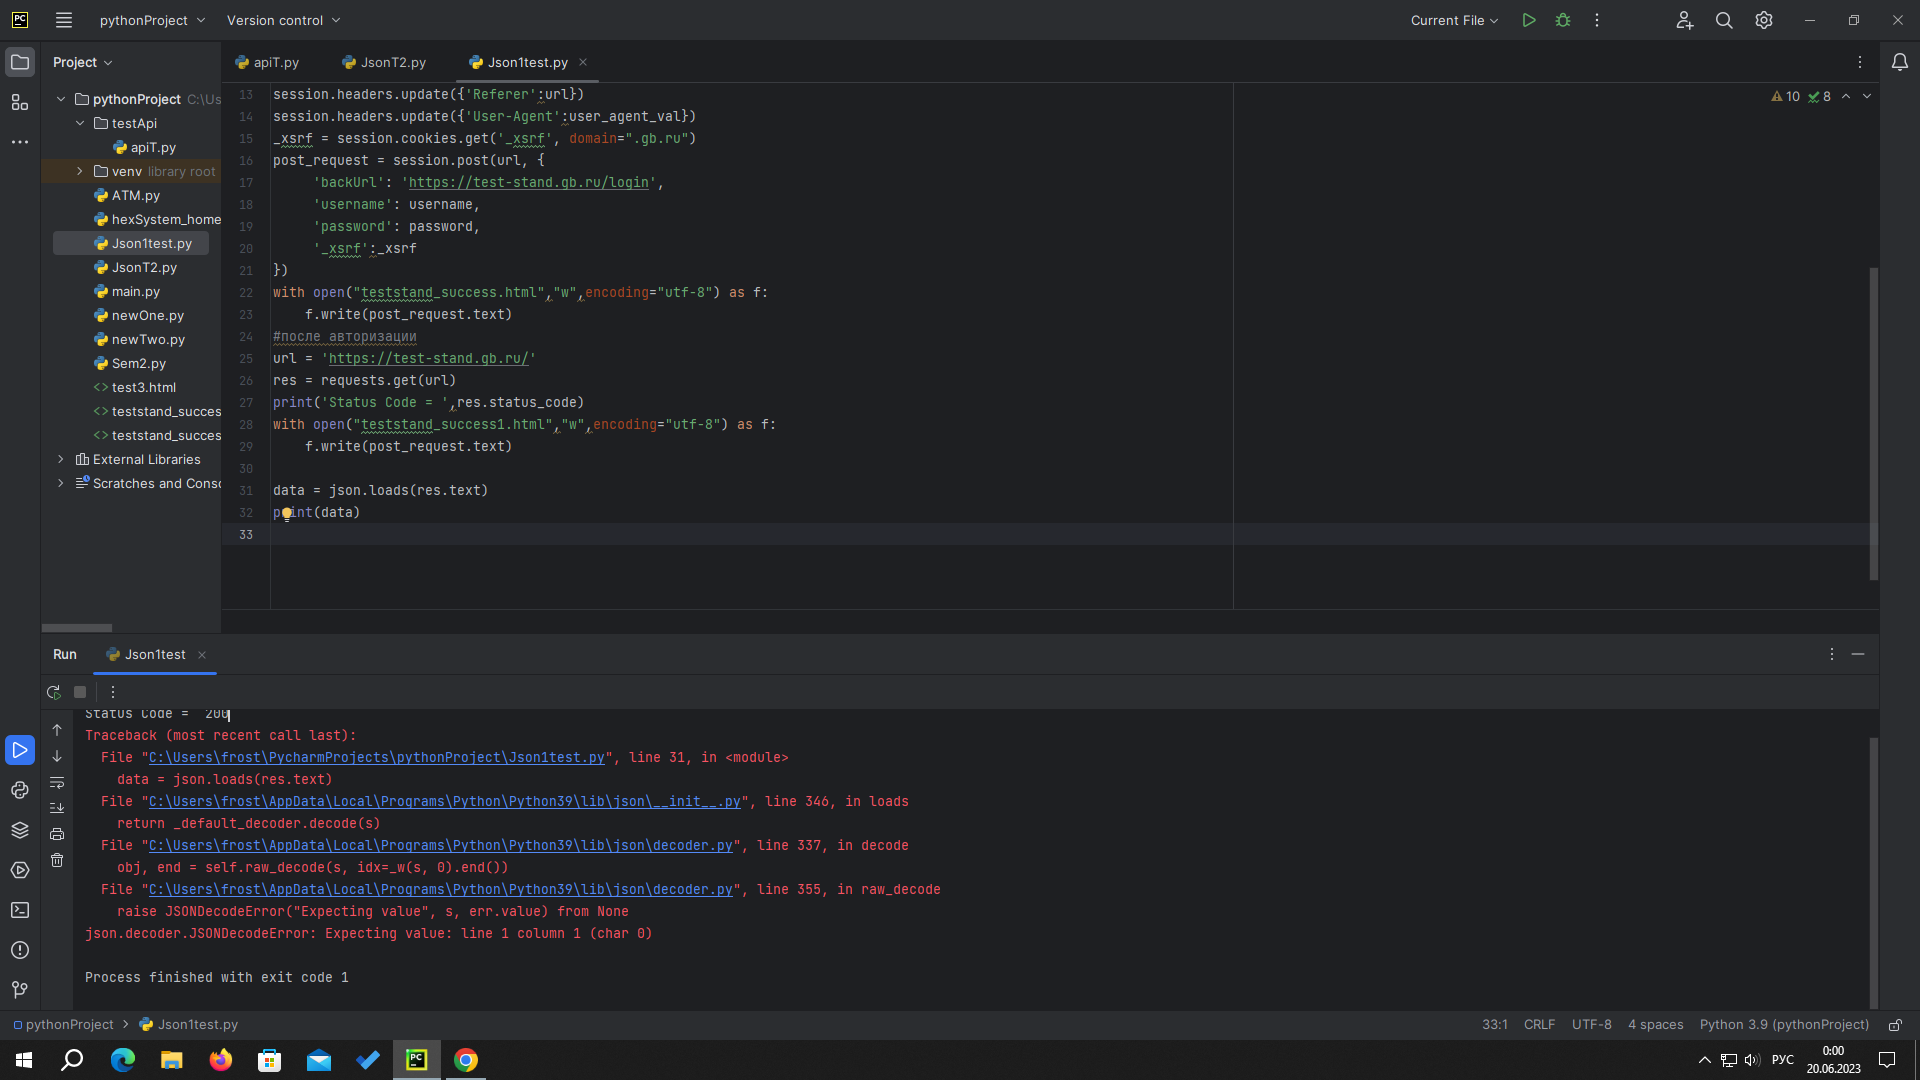 PC pythonProject Version control Current File
Project
apiT.py JsonT2.py Json1test.py
pythonProject C:\Us
testApi
apiT.py
venv library root
ATM.py
hexSystem_home
Json1test.py
JsonT2.py
main.py
newOne.py
newTwo.py
Sem2.py
test3.html
teststand_succes
teststand_succes
External Libraries
Scratches and Conso
10 8
13 session.headers.update({'Referer':url})
14 session.headers.update({'User-Agent':user_agent_val})
15 _xsrf = session.cookies.get('_xsrf', domain=".gb.ru")
16 post_request = session.post(url, {
17 'backUrl': 'https://test-stand.gb.ru/login',
18 'username': username,
19 'password': password,
20 '_xsrf':_xsrf
21 })
22 with open("teststand_success.html","w",encoding="utf-8") as f:
23 f.write(post_request.text)
24 #после авторизации
25 url = 'https://test-stand.gb.ru/'
26 res = requests.get(url)
27 print('Status Code = ',res.status_code)
28 with open("teststand_success1.html","w",encoding="utf-8") as f:
29 f.write(post_request.text)
30
31 data = json.loads(res.text)
32 print(data)
33
Run Json1test
Status Code =  200
Traceback (most recent call last):
File "C:\Users\frost\PycharmProjects\pythonProject\Json1test.py", line 31, in <module>
data = json.loads(res.text)
File "C:\Users\frost\AppData\Local\Programs\Python\Python39\lib\json\__init__.py", line 346, in loads
return _default_decoder.decode(s)
File "C:\Users\frost\AppData\Local\Programs\Python\Python39\lib\json\decoder.py", line 337, in decode
obj, end = self.raw_decode(s, idx=_w(s, 0).end())
File "C:\Users\frost\AppData\Local\Programs\Python\Python39\lib\json\decoder.py", line 355, in raw_decode
raise JSONDecodeError("Expecting value", s, err.value) from None
json.decoder.JSONDecodeError: Expecting value: line 1 column 1 (char 0)
Process finished with exit code 1
pythonProject Json1test.py 33:1 CRLF UTF-8 4 spaces Python 3.9 (pythonProject)
PC РУС 0:00
20.06.2023